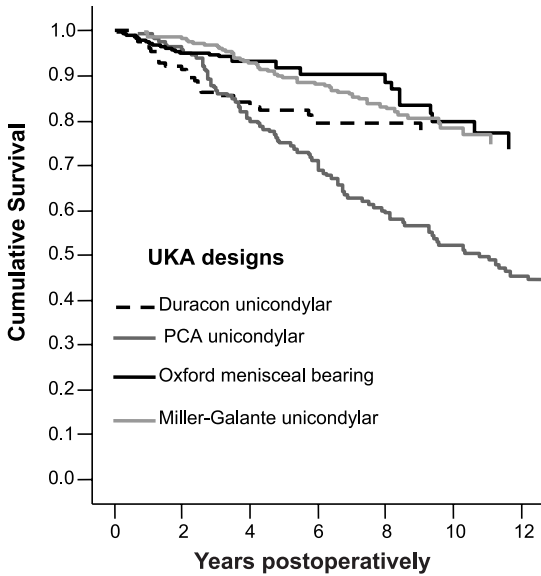 1.0
0.9
0.8
0.7
0.6
0.5
0.4
0.3
0.2
0.1
0.0
Cumulative Survival
UKA designs
Duracon unicondylar
PCA unicondylar
Oxford menisceal bearing
Miller-Galante unicondylar
0 2 4 6 8 10 12
Years postoperatively